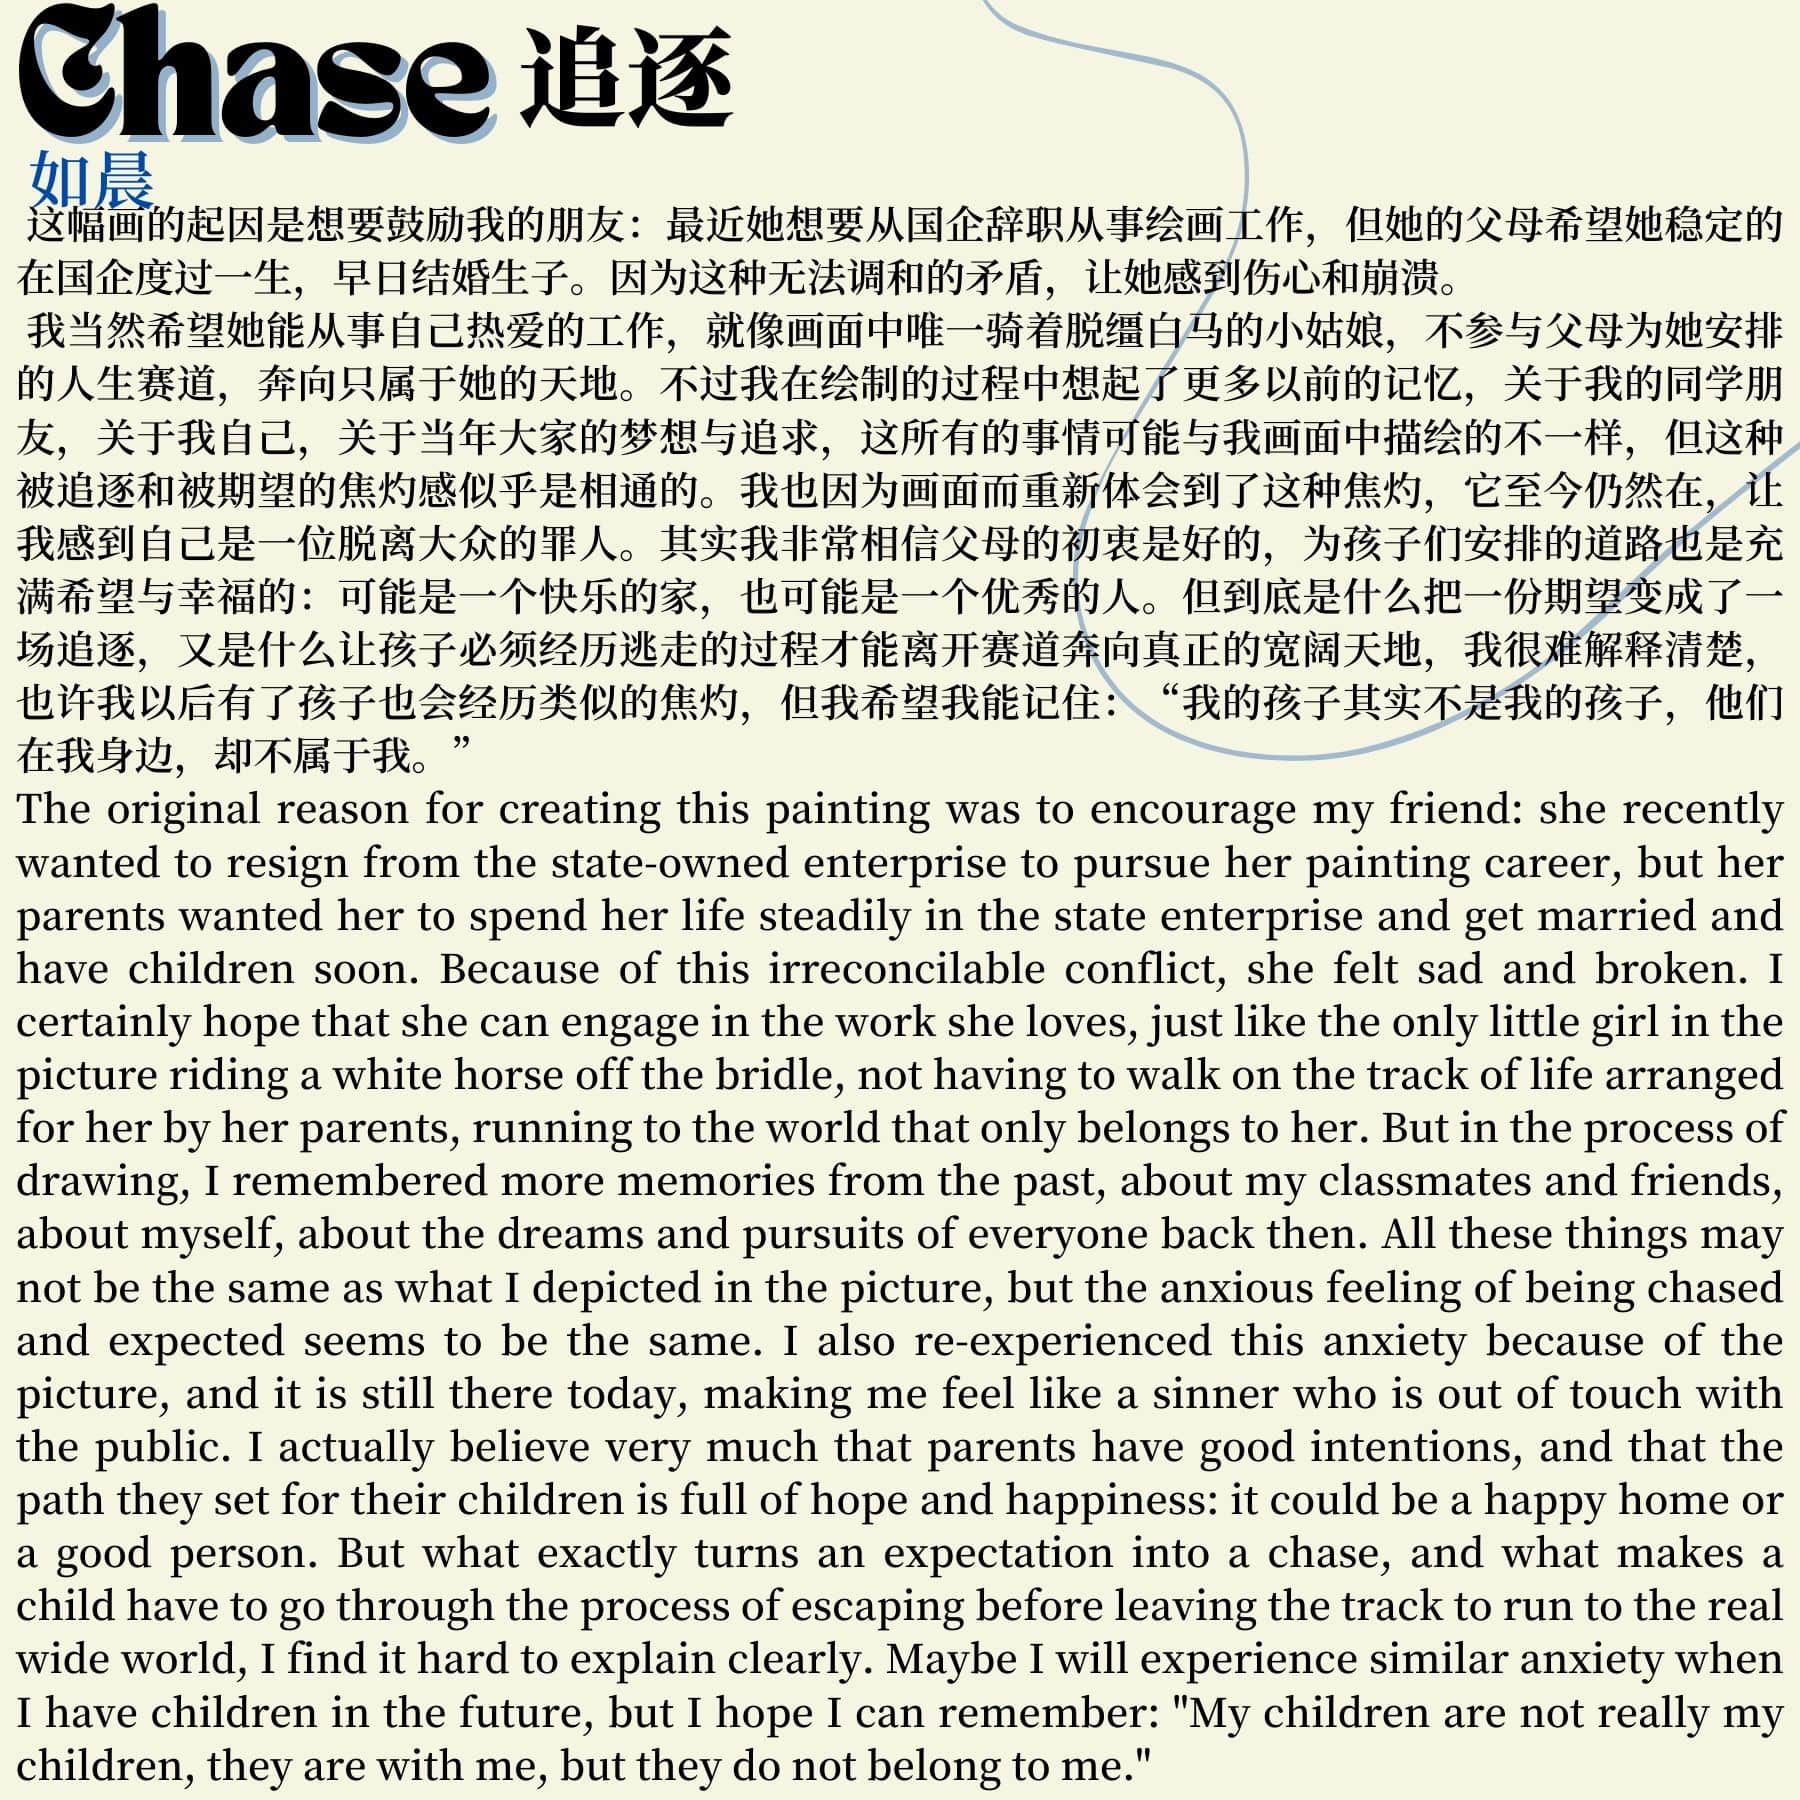 Chase 追逐
如晨
这幅画的起因是想要鼓励我的朋友：最近她想要从国企辞职从事绘画工作，但她的父母希望她稳定的
在国企度过一生，早日结婚生子。因为这种无法调和的矛盾，让她感到伤心和崩溃。
我当然希望她能从事自己热爱的工作，就像画面中唯一骑着脱缰白马的小姑娘，不参与父母为她安排
的人生赛道，奔向只属于她的天地。不过我在绘制的过程中想起了更多以前的记忆，关于我的同学朋
友，关于我自己，关于当年大家的梦想与追求，这所有的事情可能与我画面中描绘的不一样，但这种
被追逐和被期望的焦灼感似乎是相通的。我也因为画面而重新体会到了这种焦灼，它至今仍然在，让
我感到自己是一位脱离大众的罪人。其实我非常相信父母的初衷是好的，为孩子们安排的道路也是充
满希望与幸福的：可能是一个快乐的家，也可能是一个优秀的人。但到底是什么把一份期望变成了一
场追逐，又是什么让孩子必须经历逃走的过程才能离开赛道奔向真正的宽阔天地，我很难解释清楚，
也许我以后有了孩子也会经历类似的焦灼，但我希望我能记住：“我的孩子其实不是我的孩子，他们
在我身边，却不属于我。”
The original reason for creating this painting was to encourage my friend: she recently
wanted to resign from the state-owned enterprise to pursue her painting career, but her
parents wanted her to spend her life steadily in the state enterprise and get married and
have children soon. Because of this irreconcilable conflict, she felt sad and broken. I
certainly hope that she can engage in the work she loves, just like the only little girl in the
picture riding a white horse off the bridle, not having to walk on the track of life arranged
for her by her parents, running to the world that only belongs to her. But in the process of
drawing, I remembered more memories from the past, about my classmates and friends,
about myself, about the dreams and pursuits of everyone back then. All these things may
not be the same as what I depicted in the picture, but the anxious feeling of being chased
and expected seems to be the same. I also re-experienced this anxiety because of the
picture, and it is still there today, making me feel like a sinner who is out of touch with
the public. I actually believe very much that parents have good intentions, and that the
path they set for their children is full of hope and happiness: it could be a happy home or
a good person. But what exactly turns an expectation into a chase, and what makes a
child have to go through the process of escaping before leaving the track to run to the real
wide world, I find it hard to explain clearly. Maybe I will experience similar anxiety when
I have children in the future, but I hope I can remember: "My children are not really my
children, they are with me, but they do not belong to me."